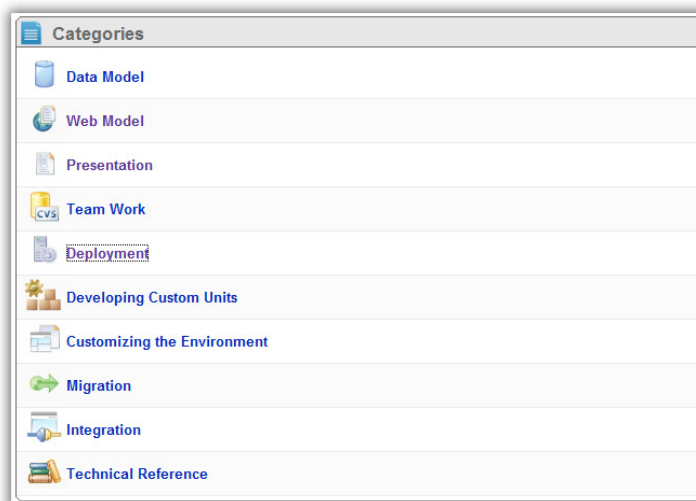 Categories
Data Model
Web Model
Presentation
CVS Team Work
Deployment
Developing Custom Units
Customizing the Environment
Migration
Integration
Technical Reference